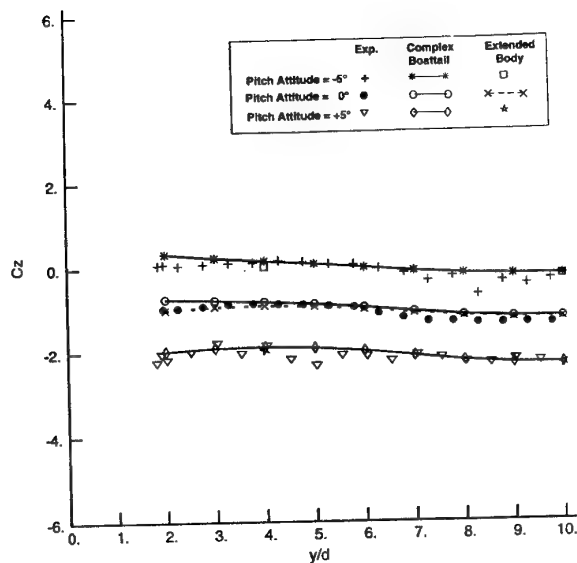 6.
4.
2.
0.
-2.
-4.
-6.
Cz
Exp.
Complex
Boattail
Extended
Body
Pitch Attitude = -5°
Pitch Attitude = 0°
Pitch Attitude = +5°
0. 1. 2. 3. 4. 5. 6. 7. 8. 9. 10.
y/d